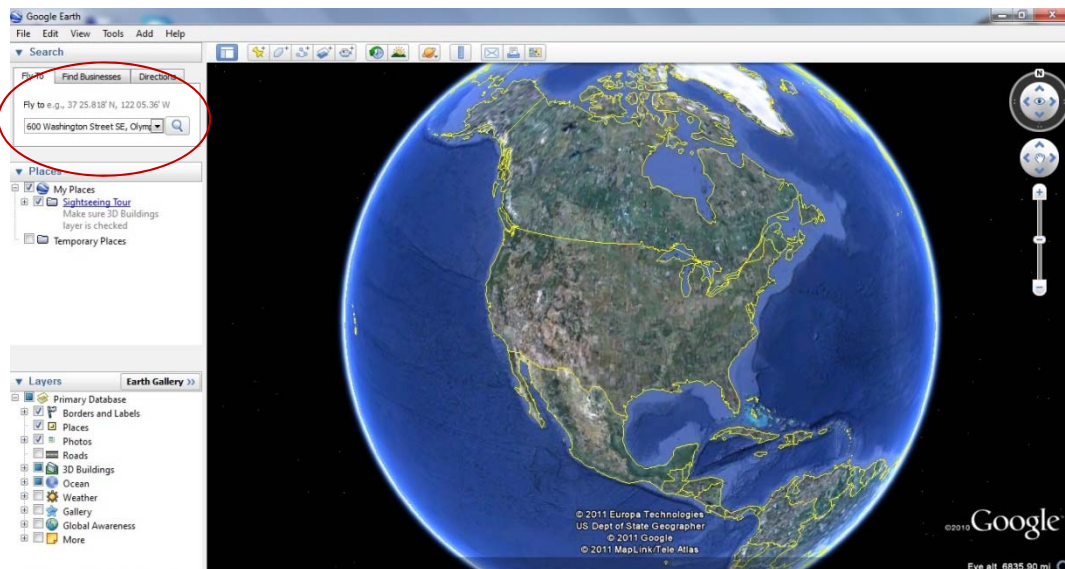 Google Earth
File Edit View Tools Add Help
Search
Fly To Find Businesses Directions
Fly to e.g., 37 25.818' N, 122 05.36' W
600 Washington Street SE, Olymp
Places
My Places
Sightseeing Tour
Make sure 3D Buildings
layer is checked
Temporary Places
Layers Earth Gallery >>
Primary Database
Borders and Labels
Places
Photos
Roads
3D Buildings
Ocean
Weather
Gallery
Global Awareness
More
N
© 2011 Europa Technologies
US Dept of State Geographer
© 2011 Google
© 2011 MapLink/Tele Atlas
©2010 Google
Eye alt 6835.90 mi